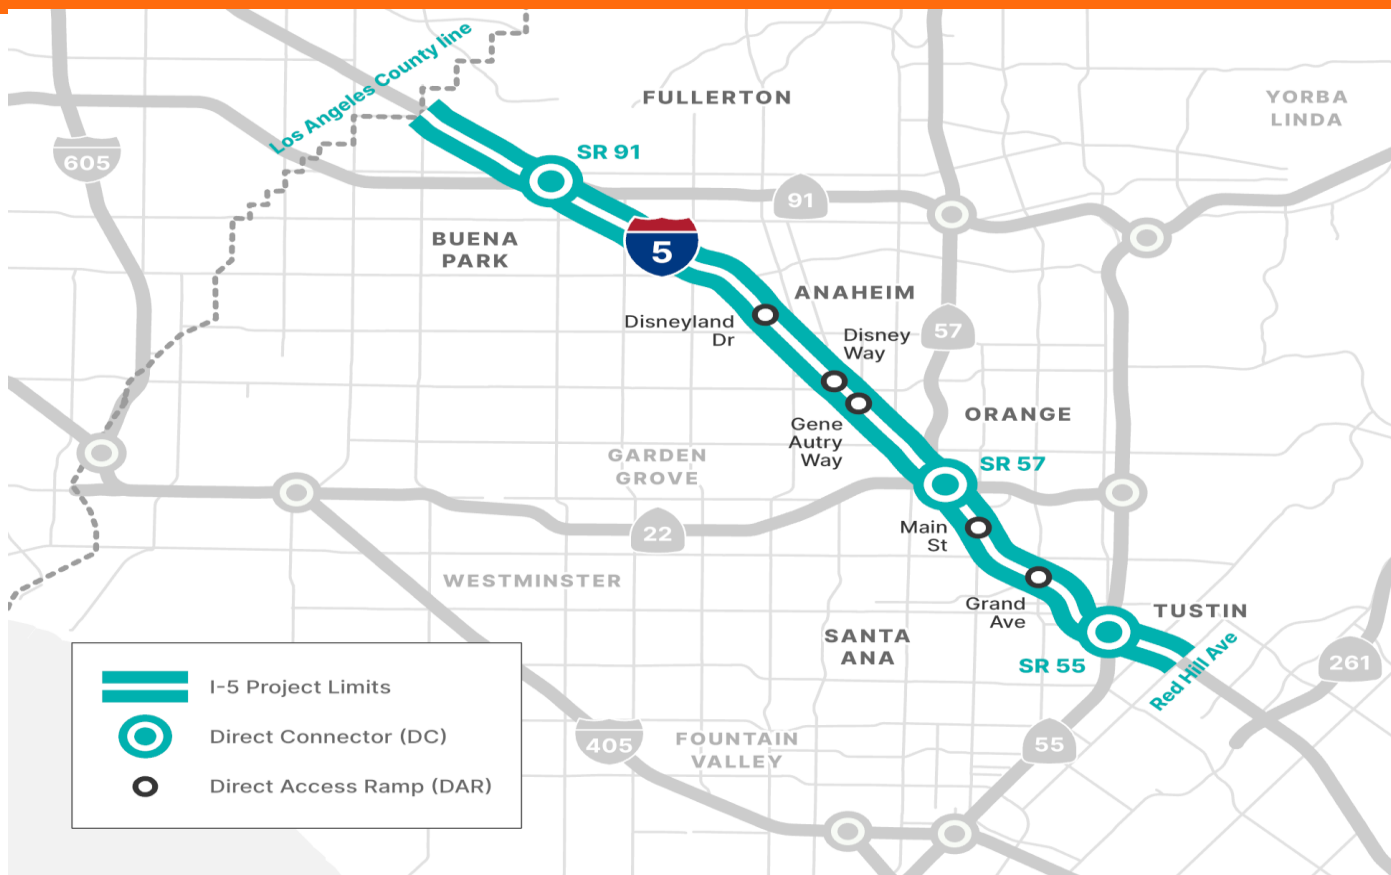 Los Angeles County line
FULLERTON
YORBA
LINDA
605
SR 91
91
BUENA
PARK
5
ANAHEIM
Disneyland
Dr
Disney
Way
57
ORANGE
Gene
Autry
Way
GARDEN
GROVE
SR 57
22
Main
St
WESTMINSTER
Grand
Ave
TUSTIN
SANTA
ANA
SR 55
Red Hill Ave
261
I-5 Project Limits
Direct Connector (DC)
Direct Access Ramp (DAR)
405
FOUNTAIN
VALLEY
55